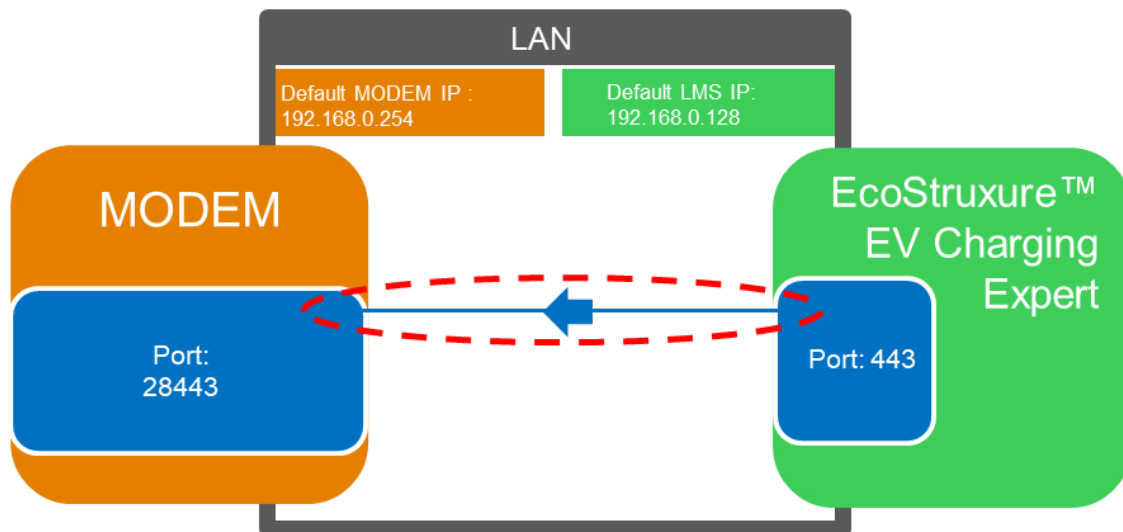 LAN
Default MODEM IP :
192.168.0.254
Default LMS IP:
192.168.0.128
MODEM
EcoStruxure™
EV Charging
Expert
Port:
28443
Port: 443